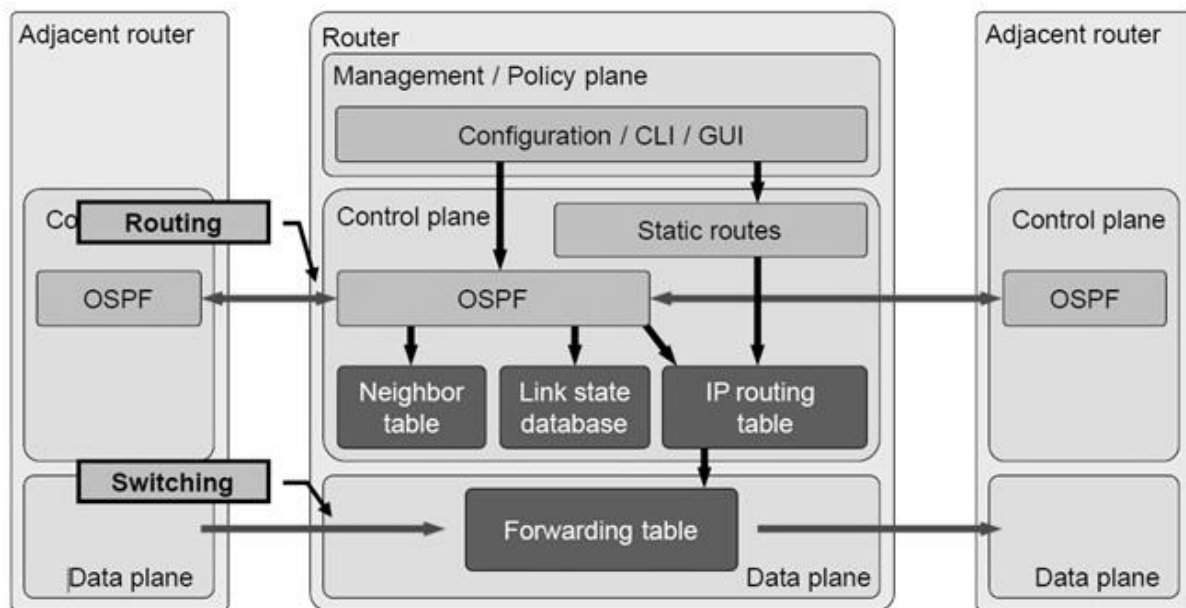 Adjacent router
Router
Adjacent router
Management / Policy plane
Configuration / CLI / GUI
Co
Routing
Control plane
Static routes
Control plane
OSPF
OSPF
OSPF
Neighbor
table
Link state
database
IP routing
table
Switching
Forwarding table
Data plane
Data plane
Data plane